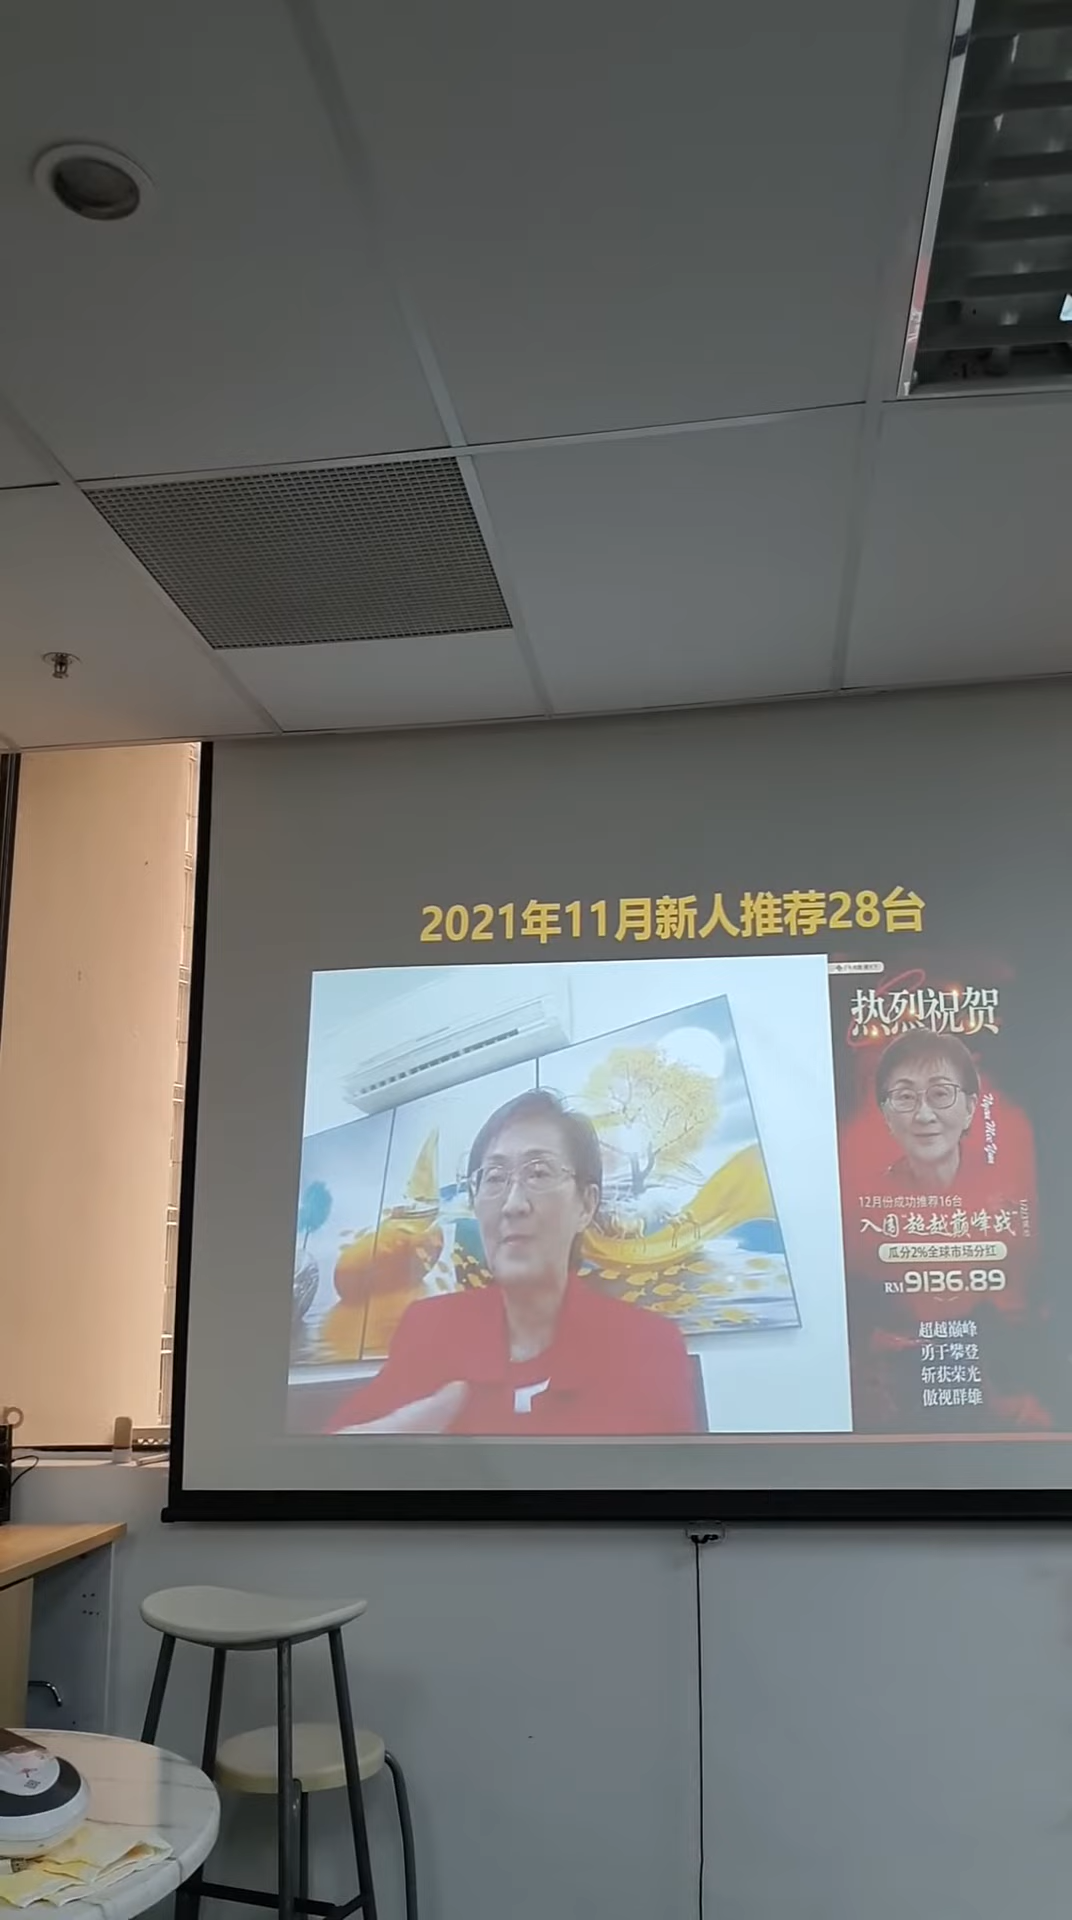 2021年11月新人推荐28台
热烈祝贺
12月份成功推荐16台
入围"超越巅峰战"
瓜分2%全球市场分红
RM9136.89
超越巅峰
勇于攀登
斩获荣光
傲视群雄